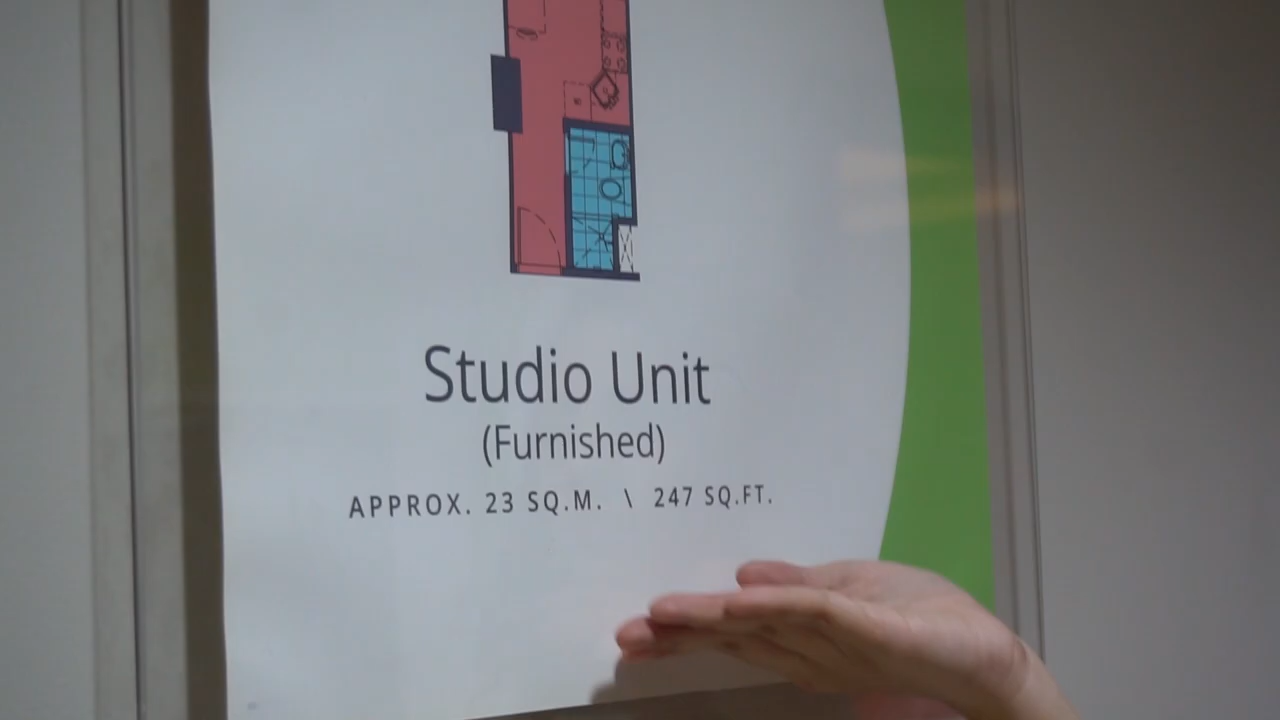 Studio Unit
(Furnished)
APPROX. 23 SQ.M. \ 247 SQ.FT.